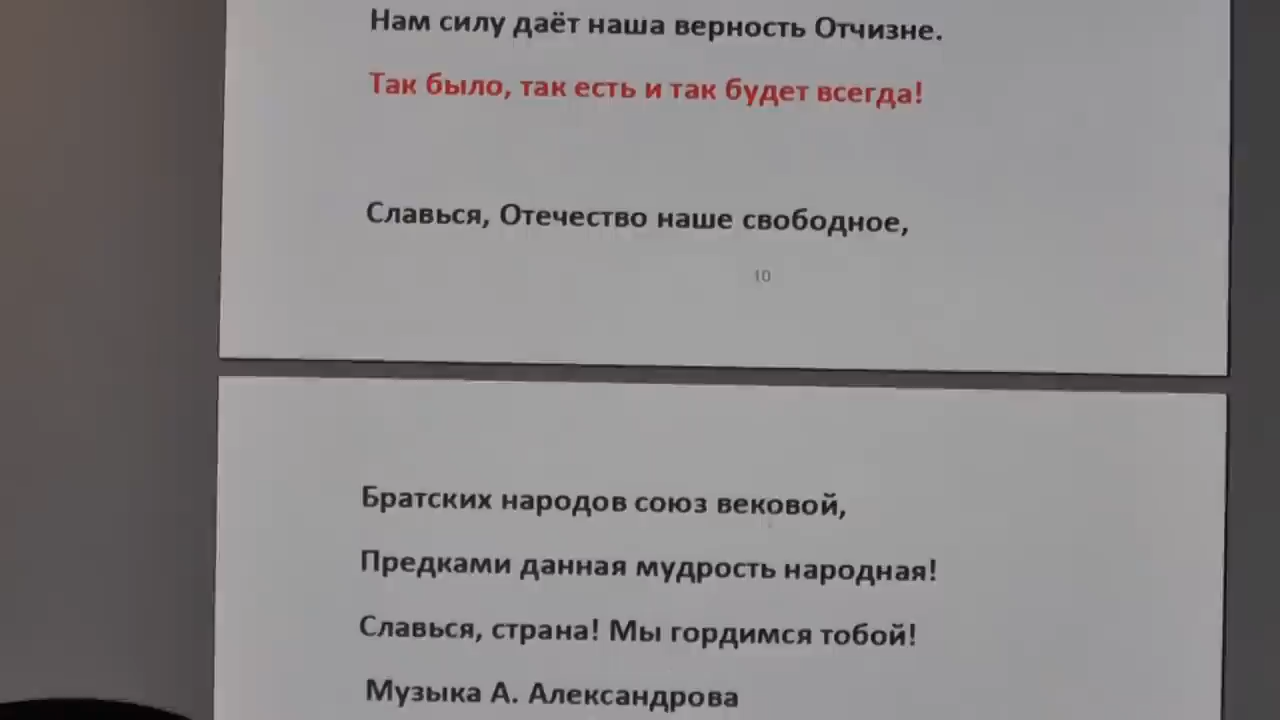 Нам силу даёт наша верность Отчизне.
Так было, так есть и так будет всегда!
Славься, Отечество наше свободное,
10
Братских народов союз вековой,
Предками данная мудрость народная!
Славься, страна! Мы гордимся тобой!
Музыка А. Александрова